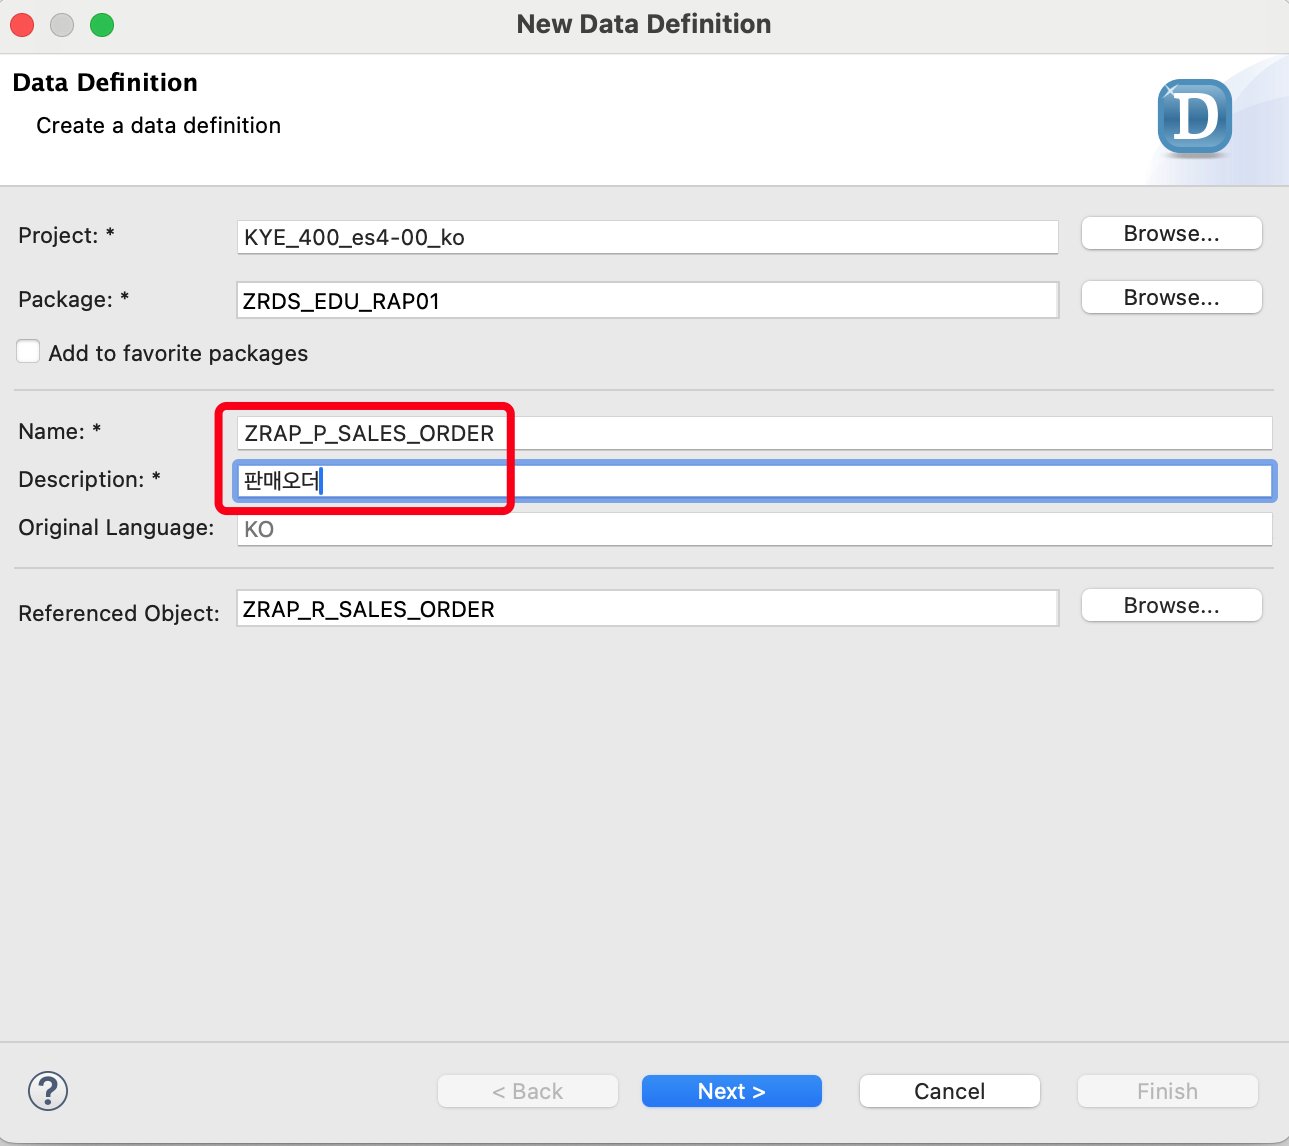 New Data Definition
Data Definition
Create a data definition
D
Project: * KYE_400_es4-00_ko Browse...
Package: * ZRDS_EDU_RAP01 Browse...
Add to favorite packages
Name: * ZRAP_P_SALES_ORDER
Description: * 판매오더
Original Language: KO
Referenced Object: ZRAP_R_SALES_ORDER Browse...
? < Back Next > Cancel Finish